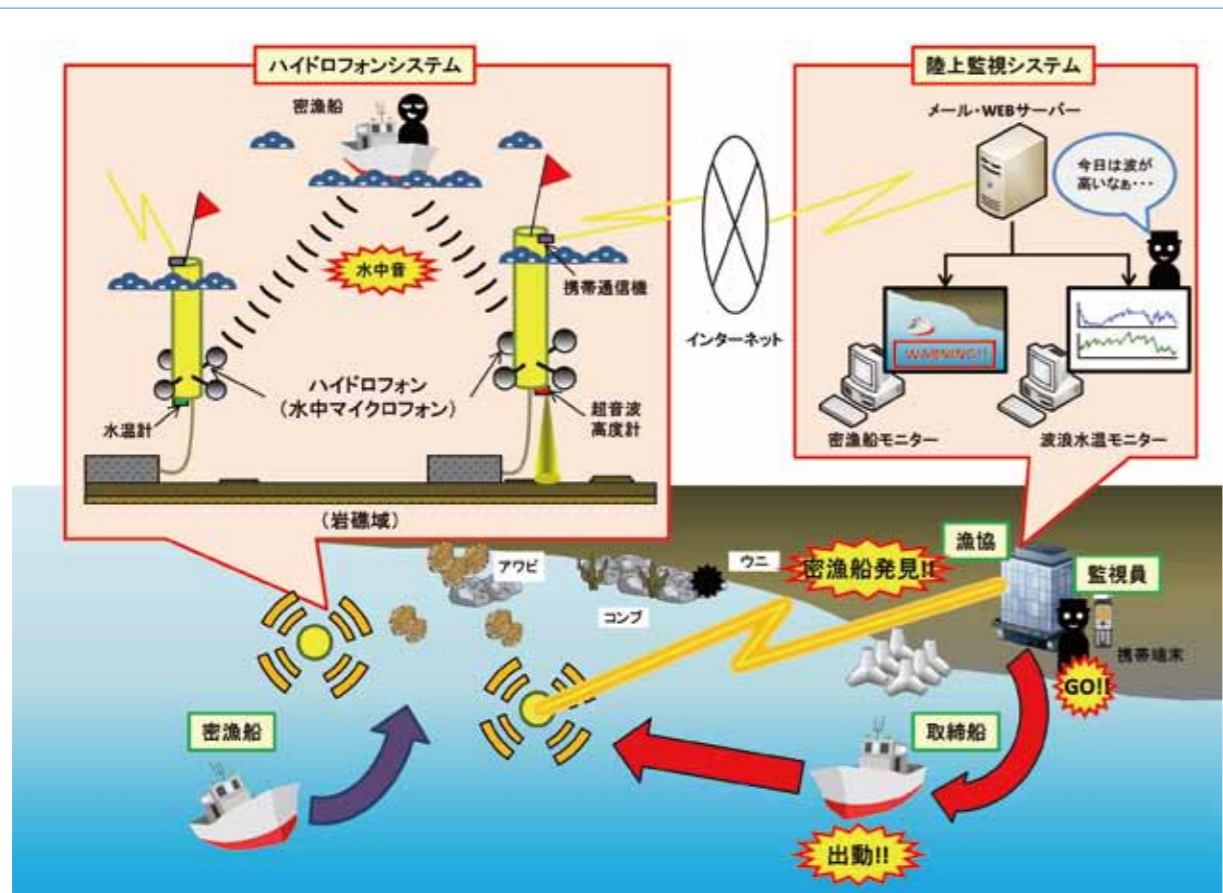 ハイドロフォンシステム
密漁船
水中音
携帯通信機
ハイドロフォン
（水中マイクロフォン）
水温計
超音波
高度計
（岩礁域）
インターネット
陸上監視システム
メール・WEBサーバー
今日は波が
高いなぁ・・・
WARNING!!
密漁船モニター
波浪水温モニター
アワビ
ウニ
コンブ
密漁船発見!!
漁協
監視員
携帯端末
GO!!
密漁船
取締船
出動!!